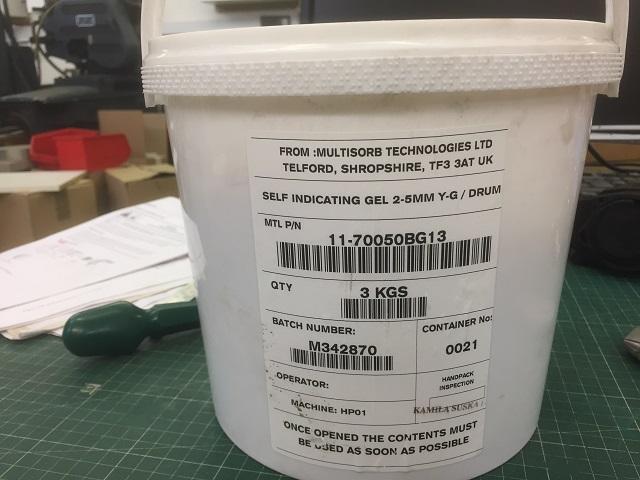 FROM :MULTISORB TECHNOLOGIES LTD
TELFORD, SHROPSHIRE, TF3 3AT UK
SELF INDICATING GEL 2-5MM Y-G / DRUM
MTL P/N
11-70050BG13
QTY
3 KGS
BATCH NUMBER:
M342870
CONTAINER No:
0021
OPERATOR:
HANDPACK
INSPECTION
MACHINE: HP01
KAMILA SUSKA
ONCE OPENED THE CONTENTS MUST
BE USED AS SOON AS POSSIBLE